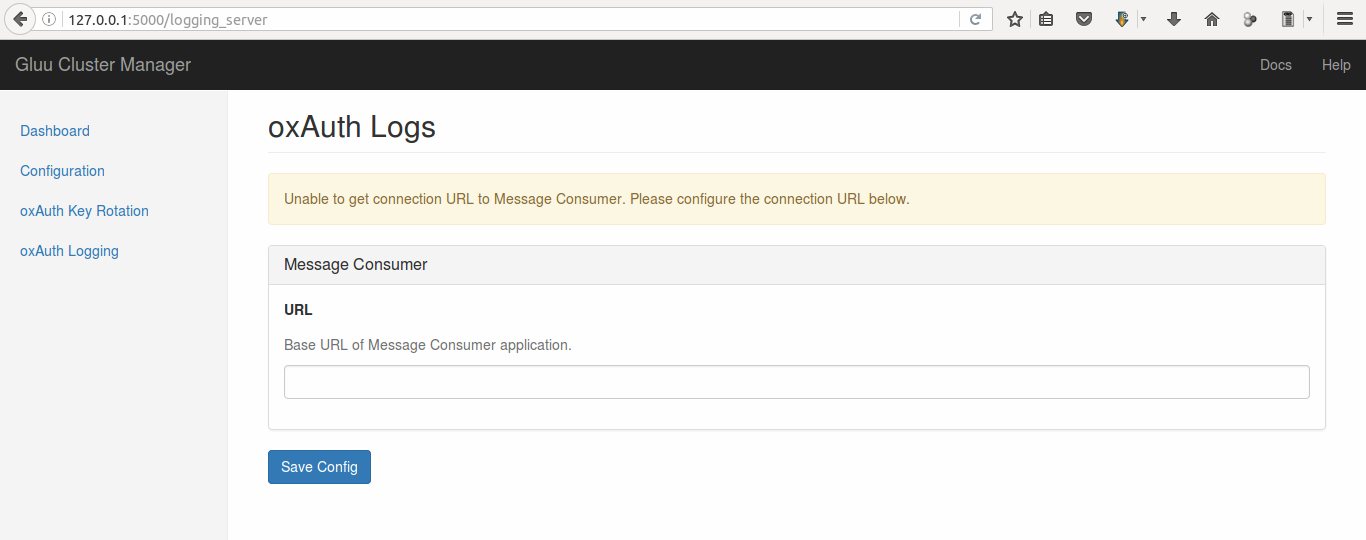 127.0.0.1:5000/logging_server
Gluu Cluster Manager
Docs
Help
Dashboard
Configuration
oxAuth Key Rotation
oxAuth Logging
oxAuth Logs
Unable to get connection URL to Message Consumer. Please configure the connection URL below.
Message Consumer
URL
Base URL of Message Consumer application.
Save Config